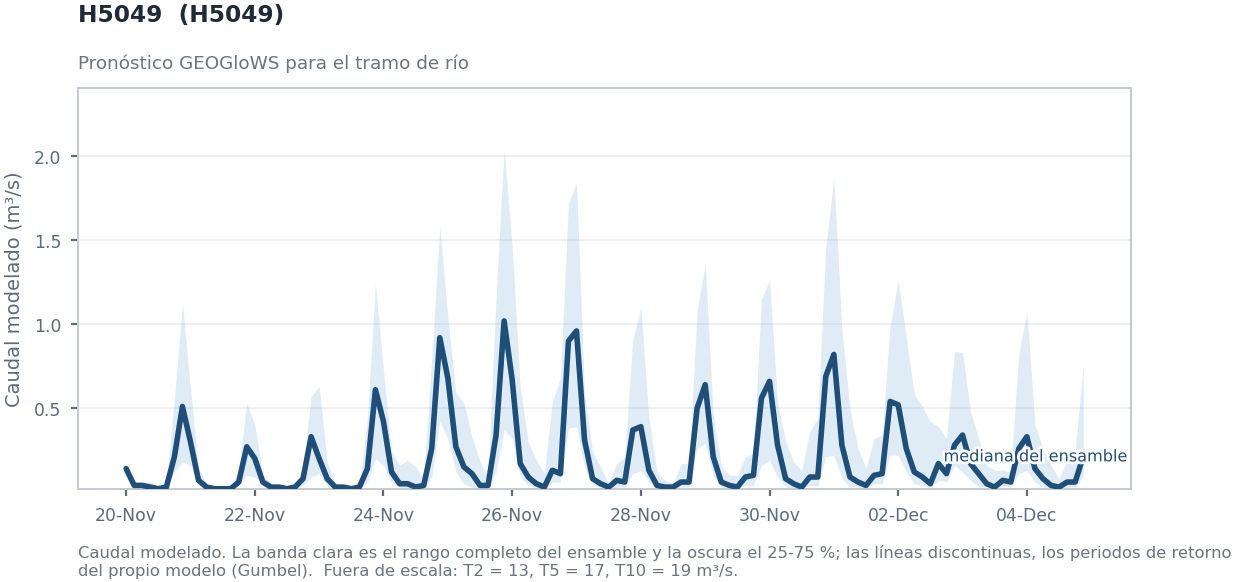 H5049  (H5049)
Pronóstico GEOGloWS para el tramo de río
Caudal modelado (m³/s)
2.0
1.5
1.0
0.5
mediana del ensamble
20-Nov 22-Nov 24-Nov 26-Nov 28-Nov 30-Nov 02-Dec 04-Dec
Caudal modelado. La banda clara es el rango completo del ensamble y la oscura el 25-75 %; las líneas discontinuas, los periodos de retorno
del propio modelo (Gumbel).  Fuera de escala: T2 = 13, T5 = 17, T10 = 19 m³/s.